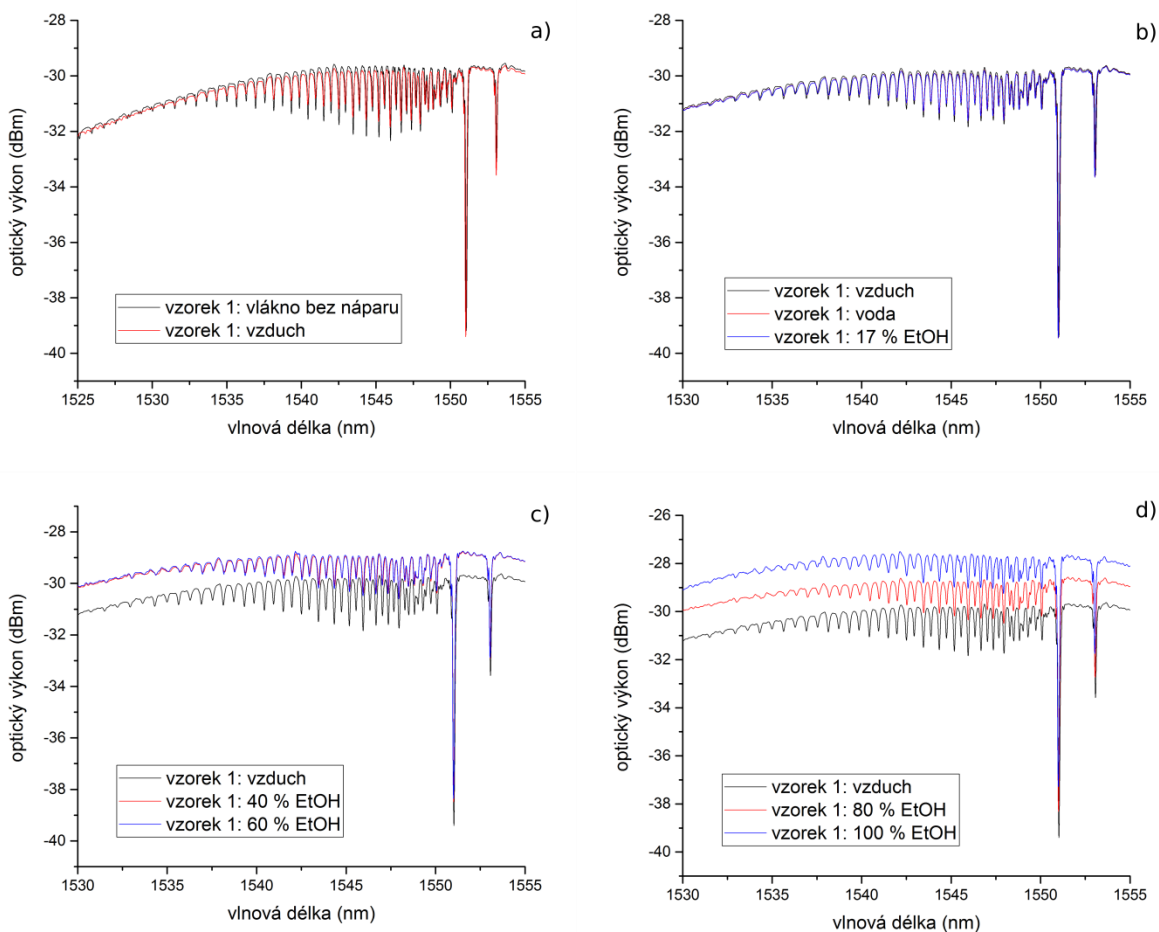 a)
-28
-30
-32
-34
-36
-38
-40
optický výkon (dBm)
vzorek 1: vlákno bez náparu
vzorek 1: vzduch
1525 1530 1535 1540 1545 1550 1555
vlnová délka (nm)
b)
-28
-30
-32
-34
-36
-38
-40
optický výkon (dBm)
vzorek 1: vzduch
vzorek 1: voda
vzorek 1: 17 % EtOH
1530 1535 1540 1545 1550 1555
vlnová délka (nm)
c)
-28
-30
-32
-34
-36
-38
-40
optický výkon (dBm)
vzorek 1: vzduch
vzorek 1: 40 % EtOH
vzorek 1: 60 % EtOH
1530 1535 1540 1545 1550 1555
vlnová délka (nm)
d)
-26
-28
-30
-32
-34
-36
-38
-40
optický výkon (dBm)
vzorek 1: vzduch
vzorek 1: 80 % EtOH
vzorek 1: 100 % EtOH
1530 1535 1540 1545 1550 1555
vlnová délka (nm)